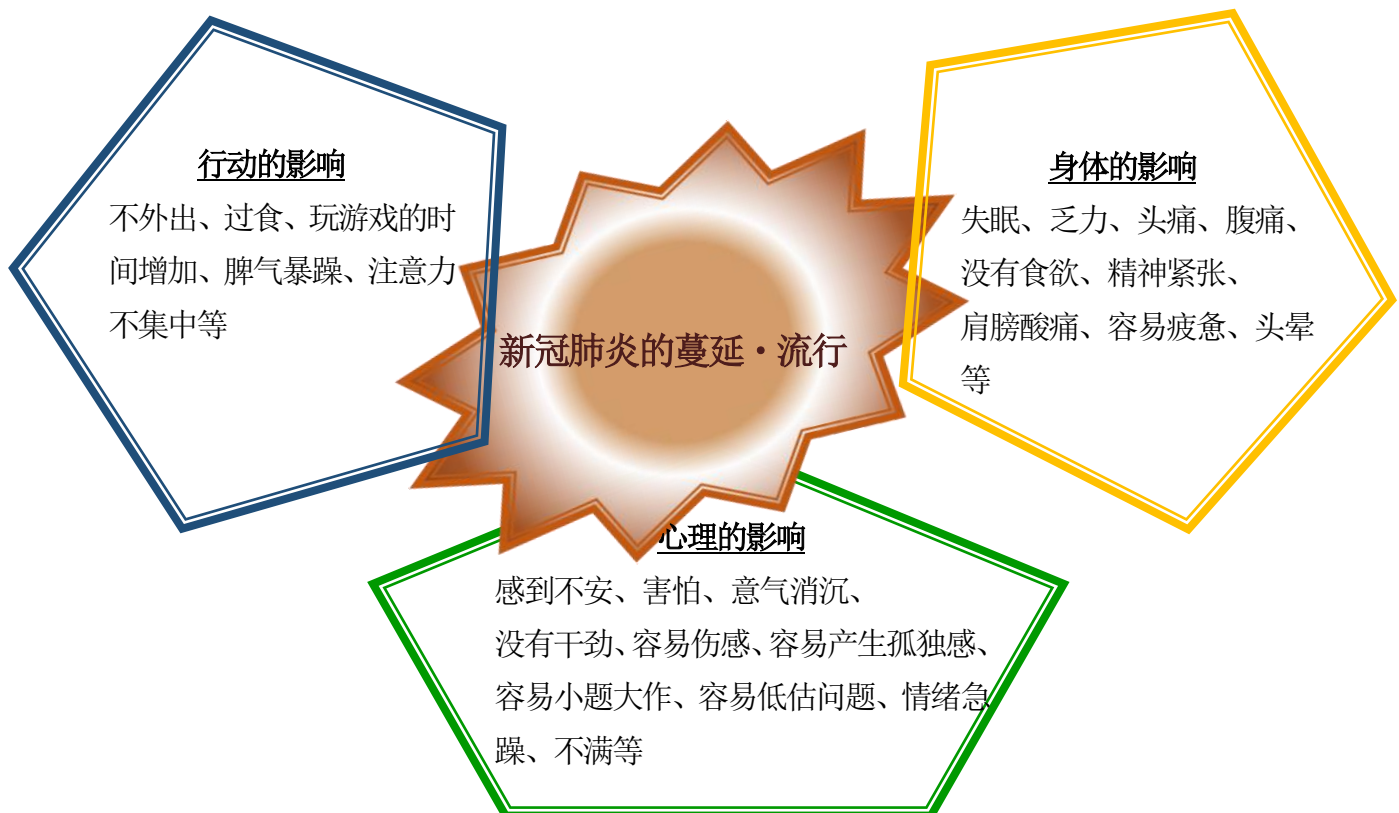 行动的影响
不外出、过食、玩游戏的时
间增加、脾气暴躁、注意力
不集中等
身体的影响
失眠、乏力、头痛、腹痛、
没有食欲、精神紧张、
肩膀酸痛、容易疲惫、头晕
等
新冠肺炎的蔓延・流行
心理的影响
感到不安、害怕、意气消沉、
没有干劲、容易伤感、容易产生孤独感、
容易小题大作、容易低估问题、情绪急
躁、不满等